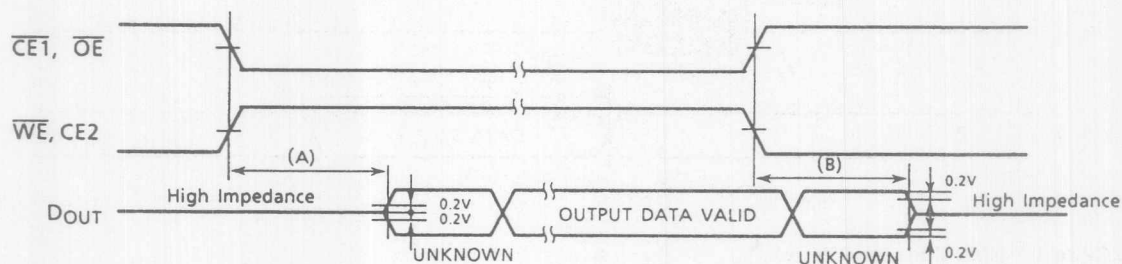 CE1, OE
WE, CE2
(A)
(B)
High Impedance
0.2V
0.2V
DOUT
OUTPUT DATA VALID
0.2V
High Impedance
0.2V
UNKNOWN
UNKNOWN